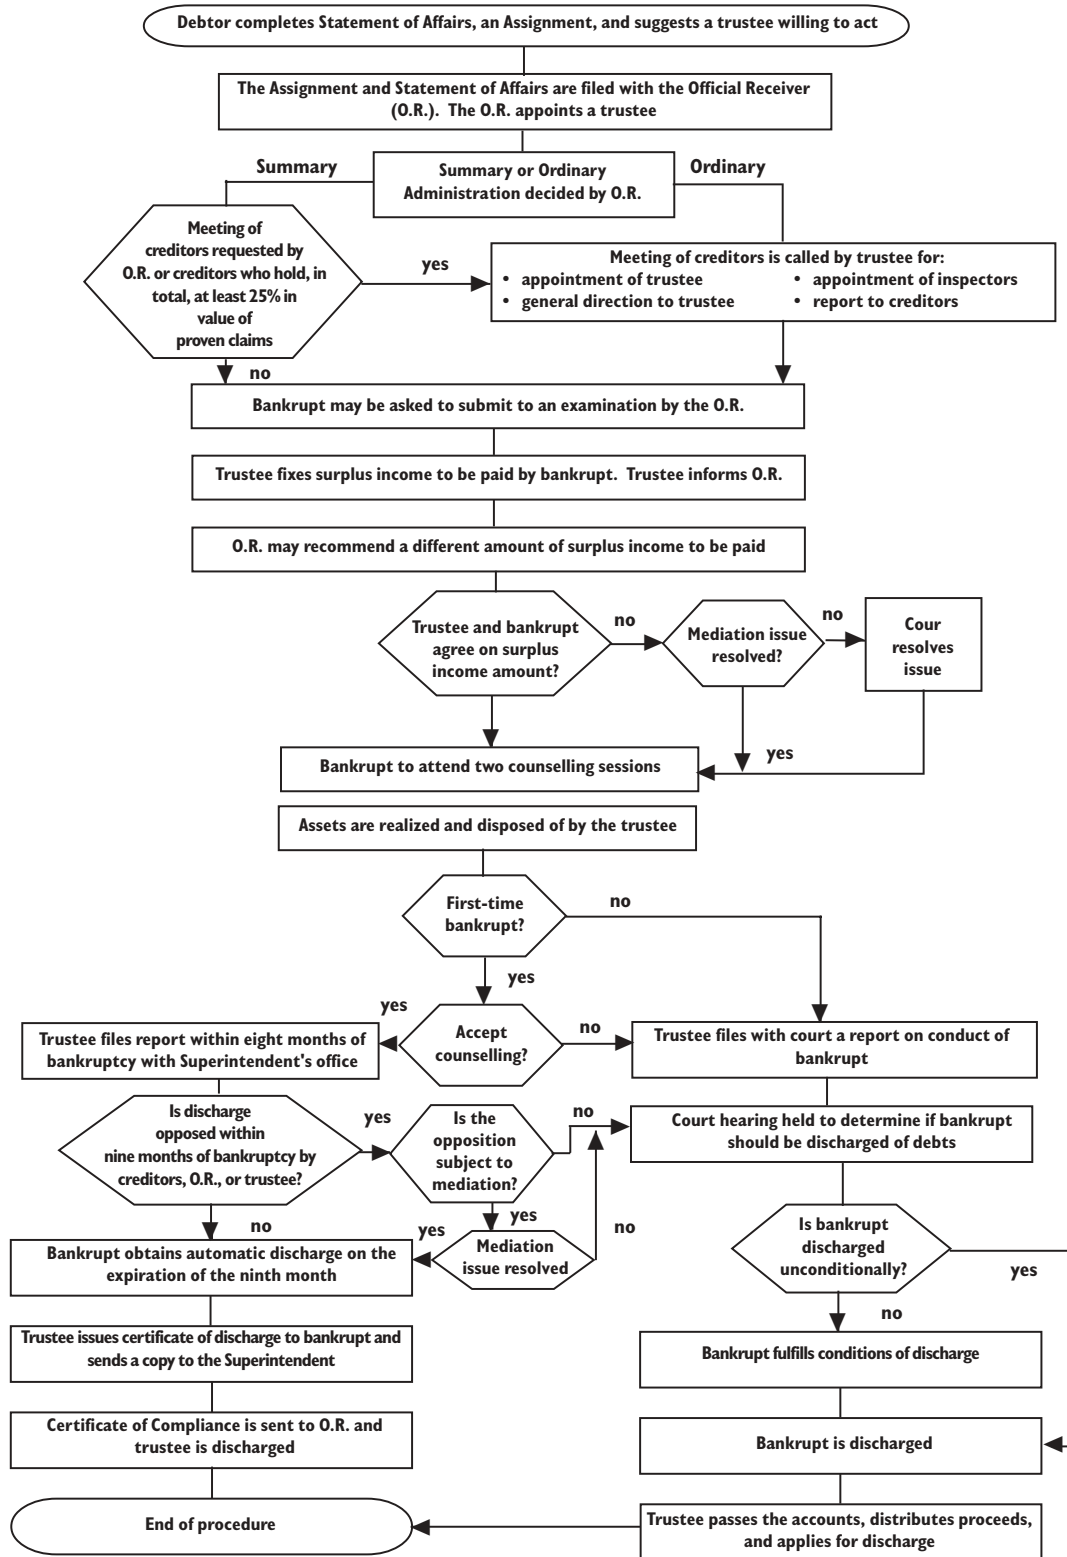 Debtor completes Statement of Affairs, an Assignment, and suggests a trustee willing to act
The Assignment and Statement of Affairs are filed with the Official Receiver
(O.R.). The O.R. appoints a trustee
Summary
Summary or Ordinary
Administration decided by O.R.
Ordinary
Meeting of
creditors requested by
O.R. or creditors who hold, in
total, at least 25% in
value of
proven claims
yes
Meeting of creditors is called by trustee for:
• appointment of trustee
• general direction to trustee
• appointment of inspectors
• report to creditors
no
Bankrupt may be asked to submit to an examination by the O.R.
Trustee fixes surplus income to be paid by bankrupt. Trustee informs O.R.
O.R. may recommend a different amount of surplus income to be paid
Trustee and bankrupt
agree on surplus
income amount?
no
Mediation issue
resolved?
no
Cour
resolves
issue
yes
Bankrupt to attend two counselling sessions
Assets are realized and disposed of by the trustee
First-time
bankrupt?
no
yes
Accept
counselling?
yes
no
Trustee files report within eight months of
bankruptcy with Superintendent's office
Trustee files with court a report on conduct of
bankrupt
Is discharge
opposed within
nine months of bankruptcy by
creditors, O.R., or trustee?
yes
Is the
opposition
subject to
mediation?
no
Court hearing held to determine if bankrupt
should be discharged of debts
no
yes
yes
Mediation
issue resolved
no
Bankrupt obtains automatic discharge on the
expiration of the ninth month
Is bankrupt
discharged
unconditionally?
yes
no
Trustee issues certificate of discharge to bankrupt and
sends a copy to the Superintendent
Bankrupt fulfills conditions of discharge
Certificate of Compliance is sent to O.R. and
trustee is discharged
Bankrupt is discharged
End of procedure
Trustee passes the accounts, distributes proceeds,
and applies for discharge